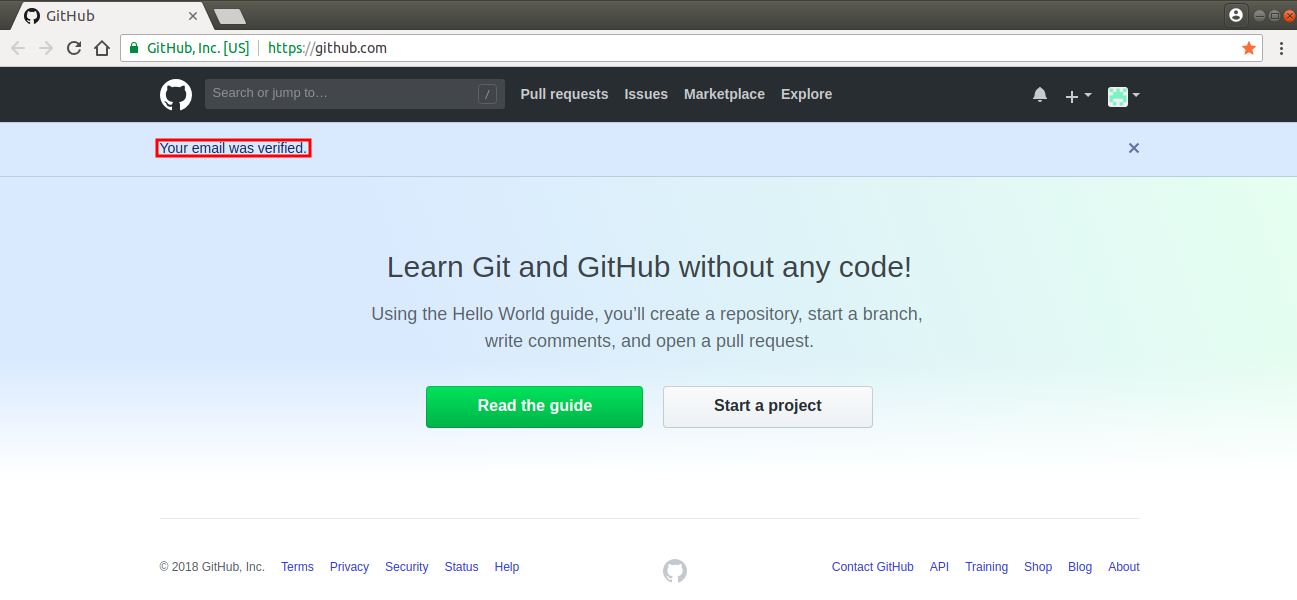 GitHub
GitHub, Inc. [US] https://github.com
Search or jump to… / Pull requests Issues Marketplace Explore
Your email was verified.
Learn Git and GitHub without any code!
Using the Hello World guide, you’ll create a repository, start a branch,
write comments, and open a pull request.
Read the guide Start a project
© 2018 GitHub, Inc. Terms Privacy Security Status Help Contact GitHub API Training Shop Blog About